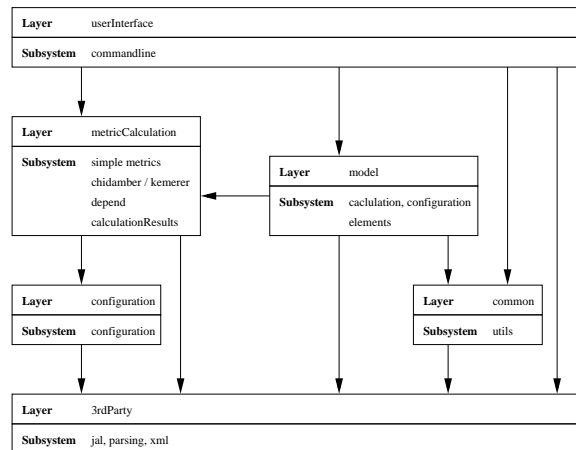 Layer userInterface
Subsystem commandline
Layer metricCalculation
Subsystem simple metrics
chidamber / kemerer
depend
calculationResults
Layer model
Subsystem caclulation, configuration
elements
Layer configuration
Subsystem configuration
Layer common
Subsystem utils
Layer 3rdParty
Subsystem jal, parsing, xml